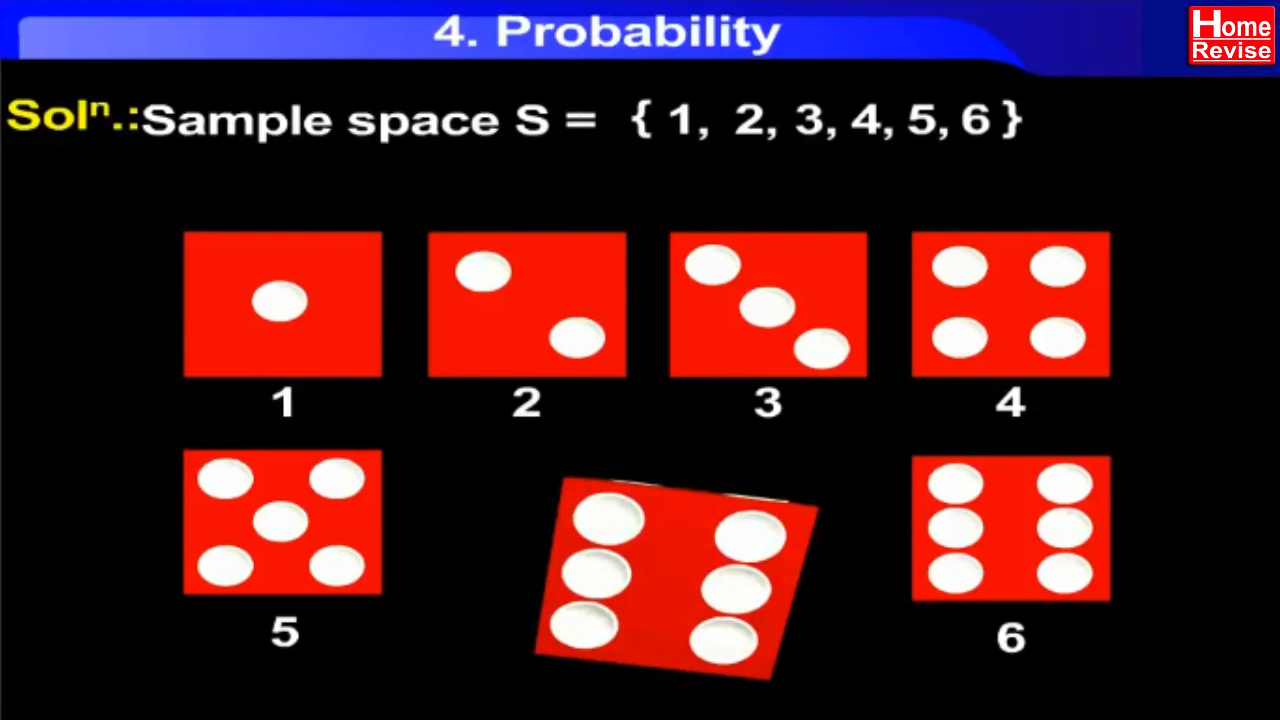 4. Probability
Home
Revise
Solⁿ.:Sample space S = { 1, 2, 3, 4, 5, 6 }
1 2 3 4
5 6